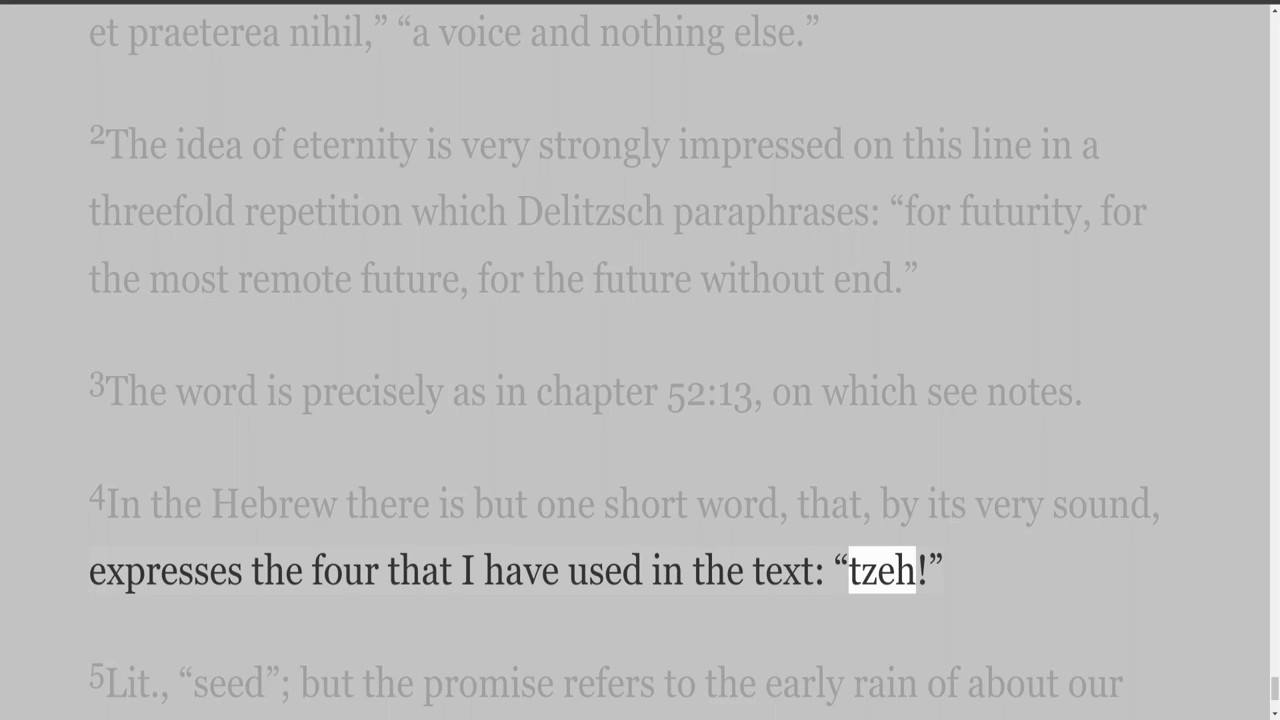 et praeterea nihil,” “a voice and nothing else.”
2The idea of eternity is very strongly impressed on this line in a
threefold repetition which Delitzsch paraphrases: “for futurity, for
the most remote future, for the future without end.”
3The word is precisely as in chapter 52:13, on which see notes.
4In the Hebrew there is but one short word, that, by its very sound,
expresses the four that I have used in the text: “tzeh!”
5Lit., “seed”; but the promise refers to the early rain of about our